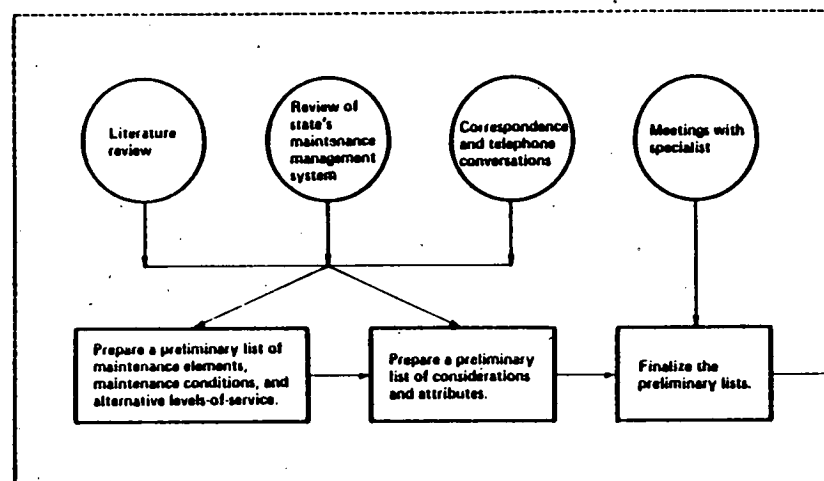 Literature
review
Review of
state's
maintenance
management
system
Correspondence
and telephone
conversations
Meetings with
specialist
Prepare a preliminary list of
maintenance elements,
maintenance conditions, and
alternative levels-of-service.
Prepare a preliminary
list of considerations
and attributes.
Finalize the
preliminary lists.